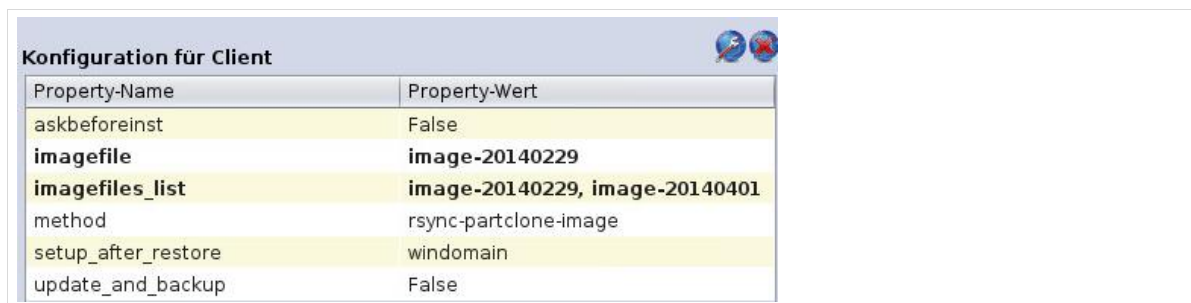 Konfiguration für Client
Property-Name Property-Wert
askbeforeinst False
imagefile image-20140229
imagefiles_list image-20140229, image-20140401
method rsync-partclone-image
setup_after_restore windomain
update_and_backup False